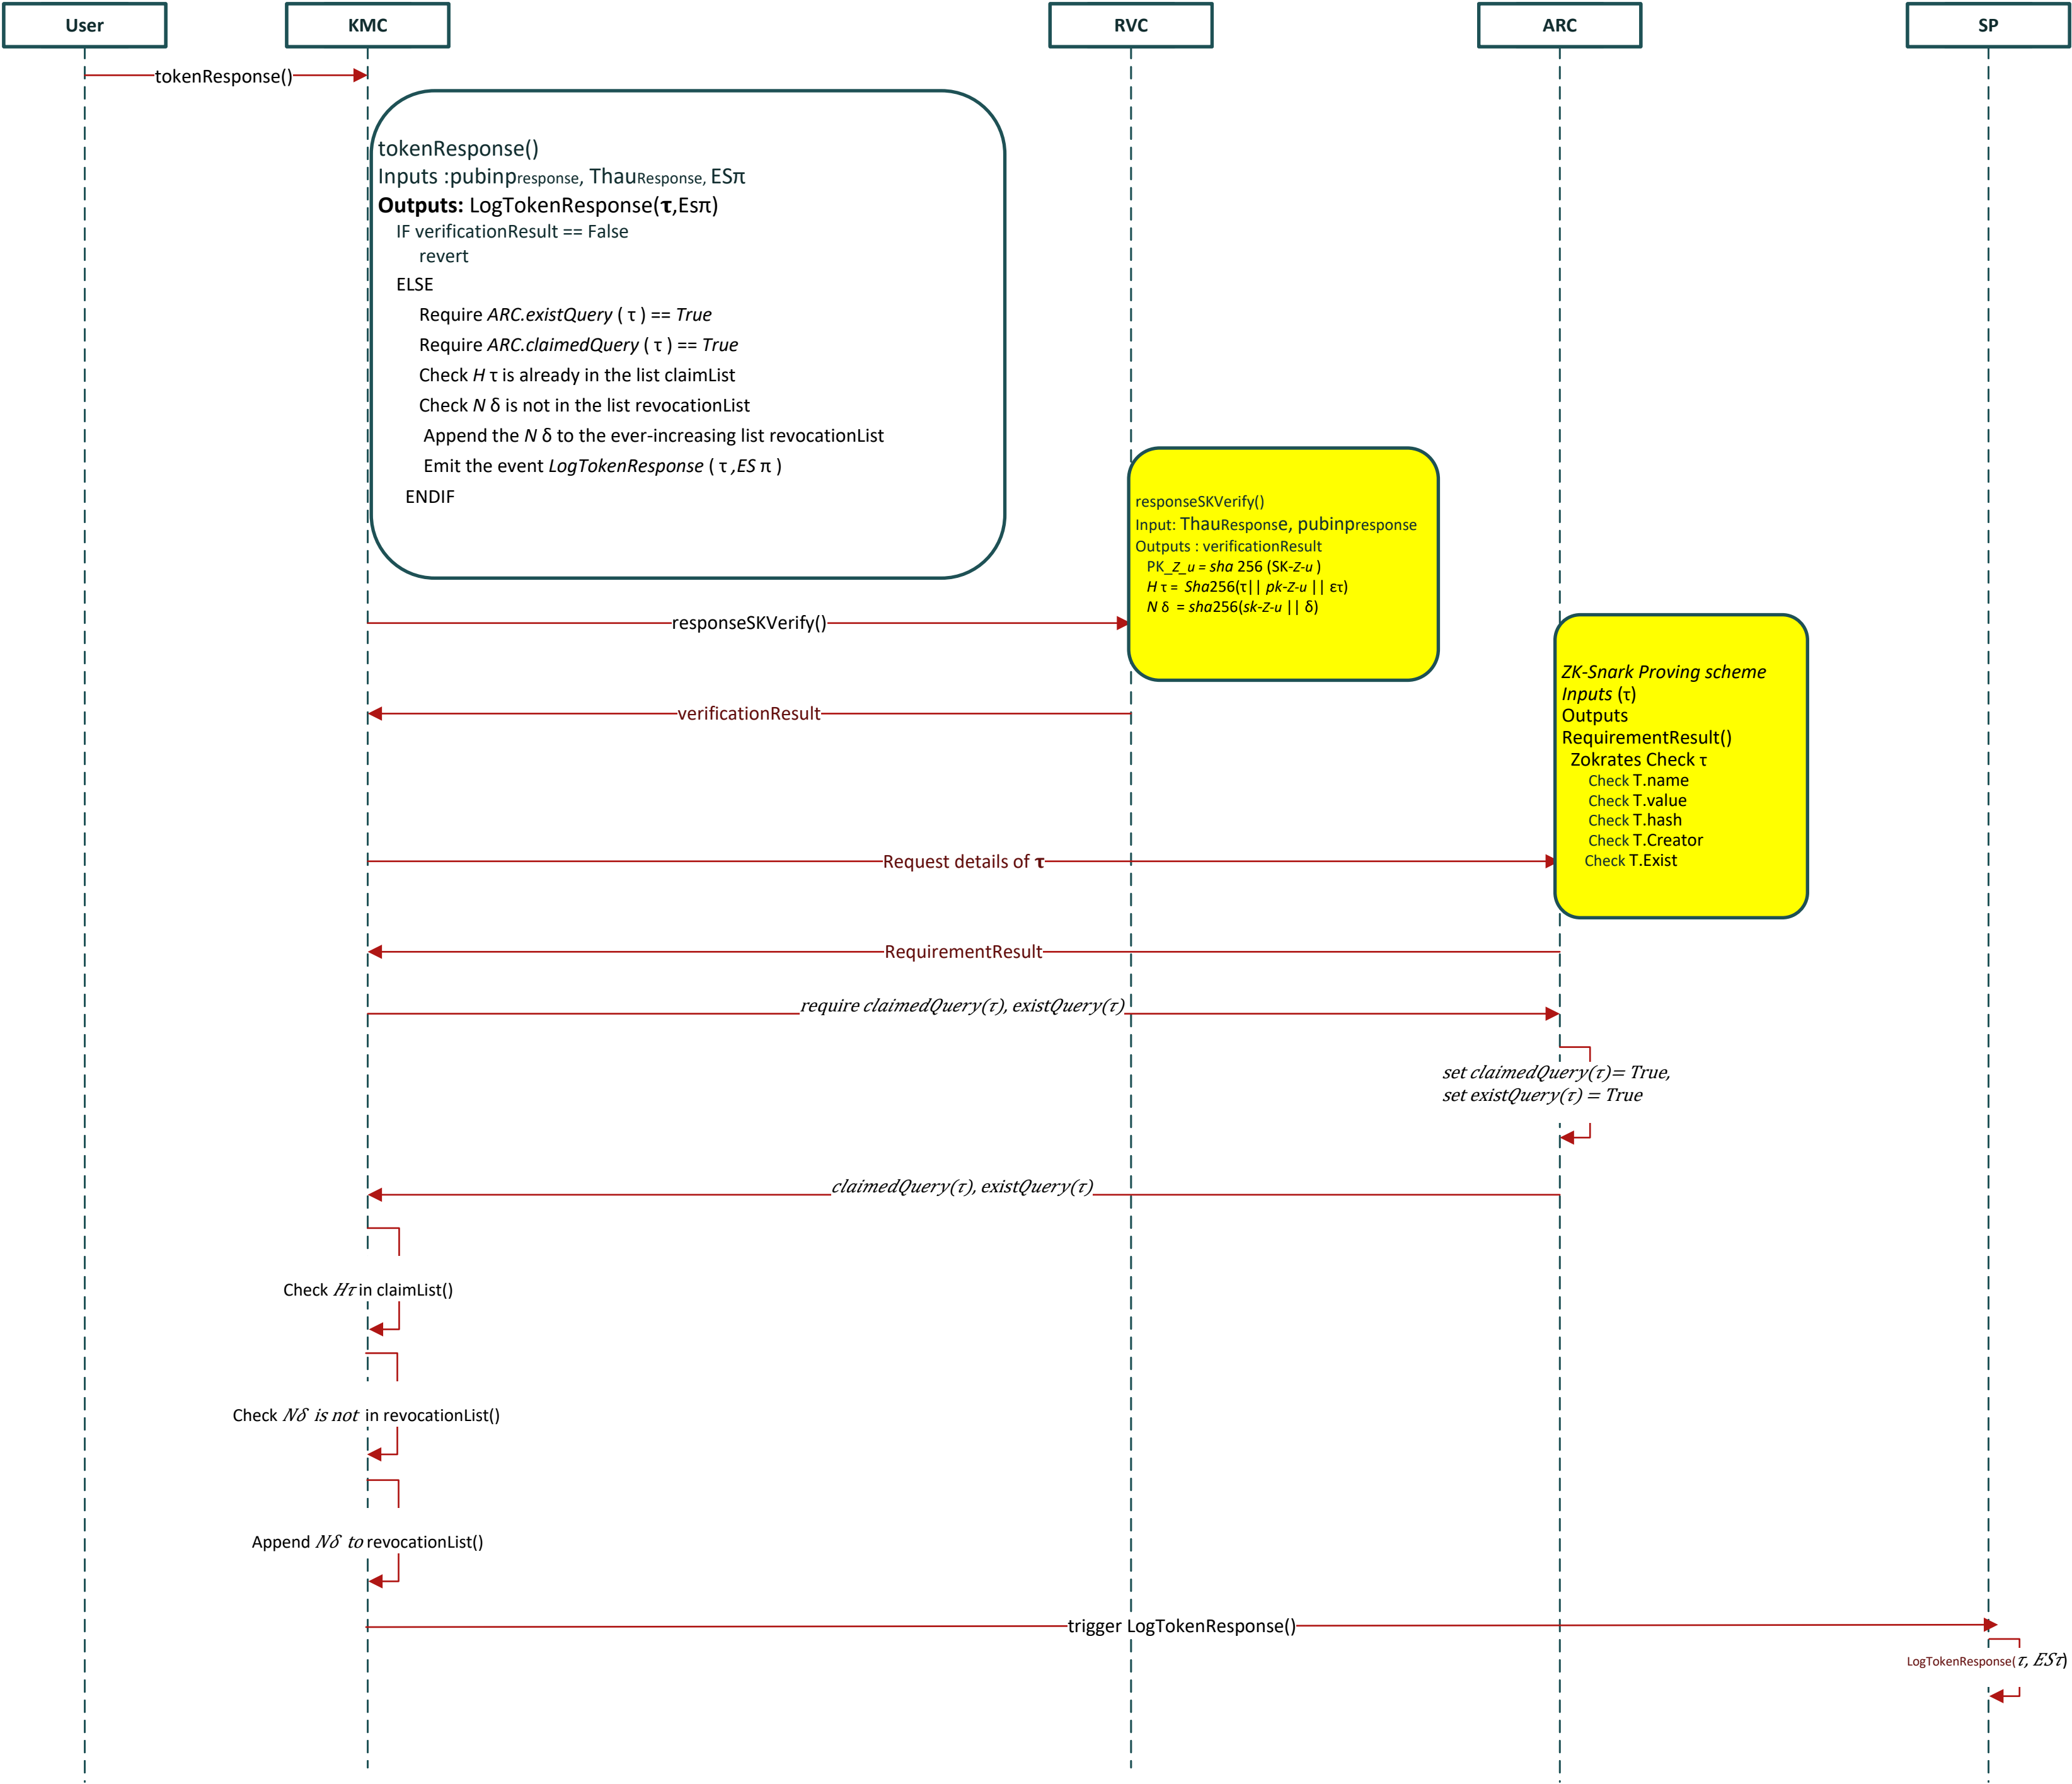 User
KMC
RVC
ARC
SP
tokenResponse()
tokenResponse()
Inputs :pubinpresponse, ThauResponse, ESπ
Outputs: LogTokenResponse(τ,Esπ)
IF verificationResult == False
revert
ELSE
Require ARC.existQuery ( τ ) == True
Require ARC.claimedQuery ( τ ) == True
Check H τ is already in the list claimList
Check N δ is not in the list revocationList
Append the N δ to the ever-increasing list revocationList
Emit the event LogTokenResponse ( τ ,ES π )
ENDIF
responseSKVerify()
Input: ThauResponse, pubinpresponse
Outputs : verificationResult
PK_Z_u = sha 256 (SK-Z-u )
H τ = Sha256(τ|| pk-Z-u || ετ)
N δ = sha256(sk-Z-u || δ)
responseSKVerify()
ZK-Snark Proving scheme
Inputs (τ)
Outputs
RequirementResult()
Zokrates Check τ
Check T.name
Check T.value
Check T.hash
Check T.Creator
Check T.Exist
verificationResult
Request details of τ
RequirementResult
require claimedQuery(τ), existQuery(τ)
set claimedQuery(τ)= True,
set existQuery(τ) = True
claimedQuery(τ), existQuery(τ)
Check Hτ in claimList()
Check Nδ is not in revocationList()
Append Nδ to revocationList()
trigger LogTokenResponse()
LogTokenResponse(τ, ESτ)